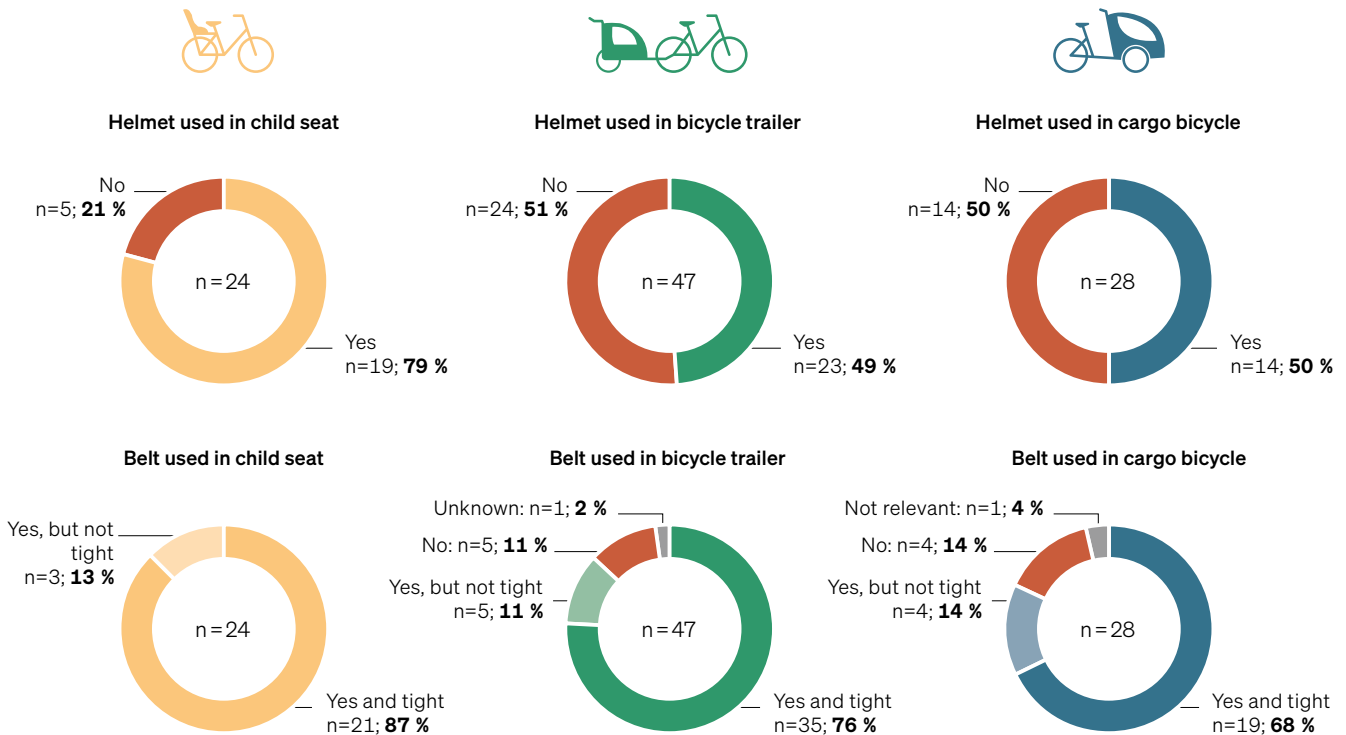 Helmet used in child seat
No
n=5; 21 %
n=24
Yes
n=19; 79 %
Helmet used in bicycle trailer
No
n=24; 51 %
n=47
Yes
n=23; 49 %
Helmet used in cargo bicycle
No
n=14; 50 %
n=28
Yes
n=14; 50 %
Belt used in child seat
Yes, but not
tight
n=3; 13 %
n=24
Yes and tight
n=21; 87 %
Belt used in bicycle trailer
Unknown: n=1; 2 %
No: n=5; 11 %
Yes, but not tight
n=5; 11 %
n=47
Yes and tight
n=35; 76 %
Belt used in cargo bicycle
Not relevant: n=1; 4 %
No: n=4; 14 %
Yes, but not tight
n=4; 14 %
n=28
Yes and tight
n=19; 68 %